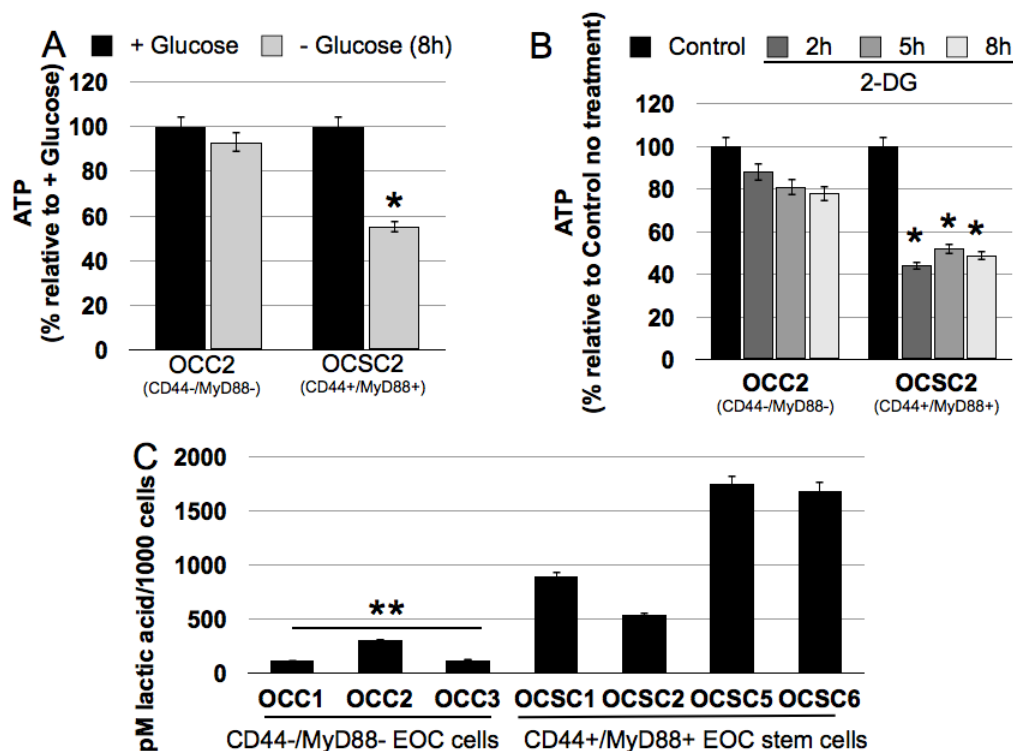 A
+ Glucose
- Glucose (8h)
ATP
(% relative to + Glucose)
120
100
80
60
40
20
0
*
OCC2
(CD44-/MyD88-)
OCSC2
(CD44+/MyD88+)
B
Control
2h
5h
8h
2-DG
ATP
(% relative to Control no treatment)
120
100
80
60
40
20
0
* * *
OCC2
(CD44-/MyD88-)
OCSC2
(CD44+/MyD88+)
C
pM lactic acid/1000 cells
2000
1500
1000
500
0
**
OCC1 OCC2 OCC3 OCSC1 OCSC2 OCSC5 OCSC6
CD44-/MyD88- EOC cells
CD44+/MyD88+ EOC stem cells